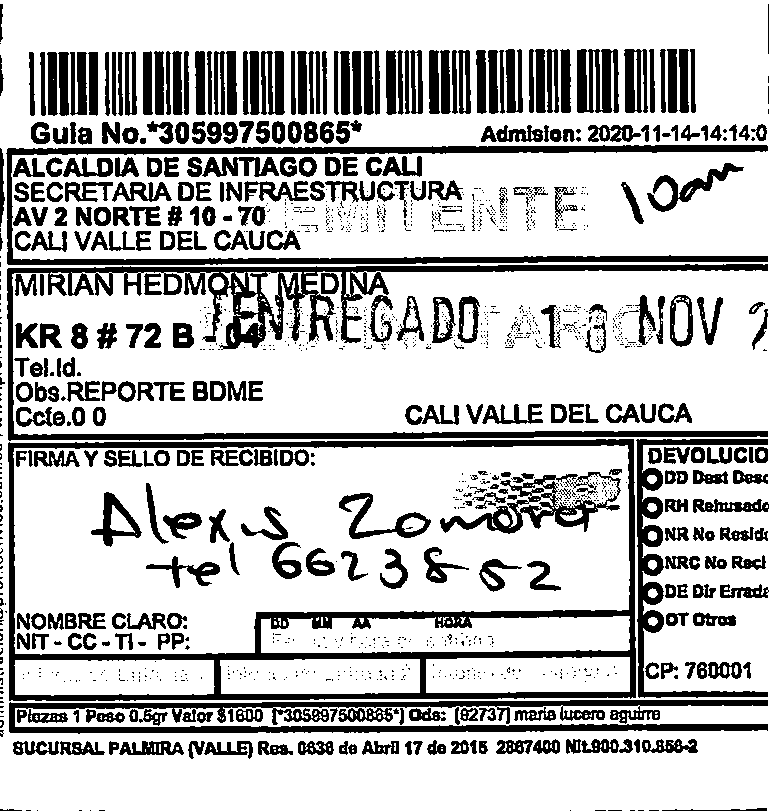 Guia No.*305997500865*
Admision: 2020-11-14-14:14:0
ALCALDIA DE SANTIAGO DE CALI
SECRETARIA DE INFRAESTRUCTURA
AV 2 NORTE # 10 - 70
CALI VALLE DEL CAUCA
REMITENTE
10am
MIRIAN HEDMONT MEDINA
KR 8 # 72 B - 04
ENTREGADO
NOV
Tel.Id.
Obs.REPORTE BDME
Ccte.0 0
CALI VALLE DEL CAUCA
FIRMA Y SELLO DE RECIBIDO:
Alexis Zamora
tel 6623852
NOMBRE CLARO:
NIT - CC - TI - PP:
DD MM AA HORA
DEVOLUCIO
DD Dest Desc
RH Rehusado
NR No Resid
NRC No Recl
DE Dir Errada
OT Otros
CP: 760001
Piezas 1 Peso 0.5gr Valor $1600 [*305997500865*] Ods: [92737] maria lucero aguirre
SUCURSAL PALMIRA (VALLE) Res. 0638 de Abril 17 de 2015 2867400 Nit.900.310.856-2